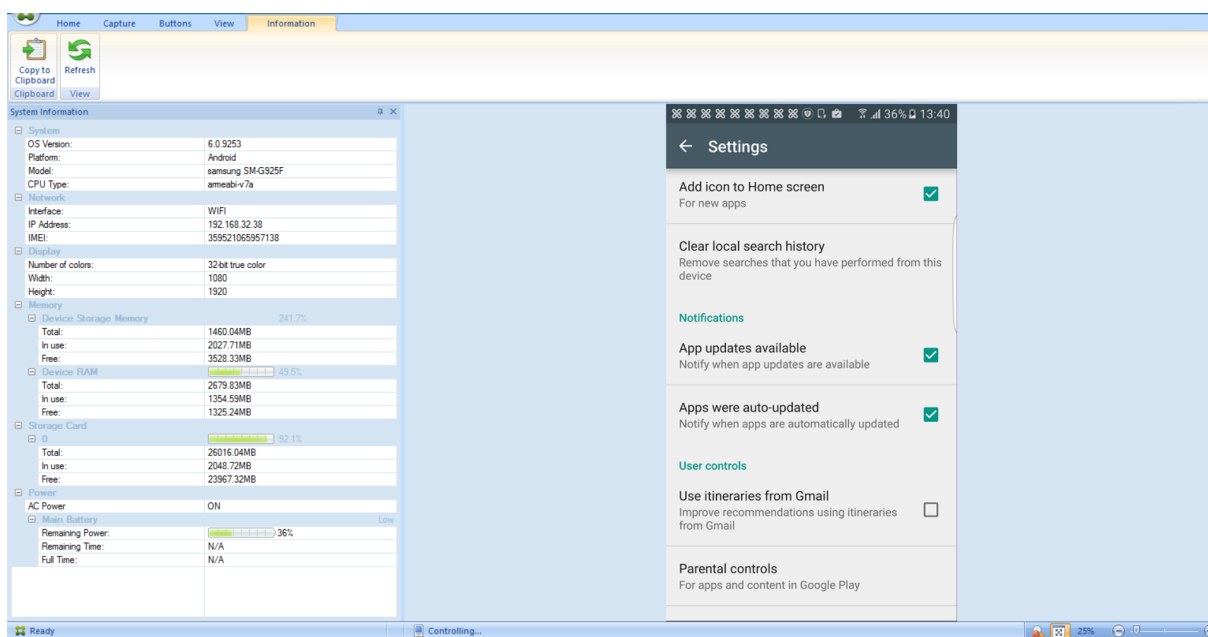 Home Capture Buttons View Information
Copy to Clipboard
Refresh
Clipboard View
System Information
System
OS Version: 6.0.9253
Platform: Android
Model: samsung SM-G925F
CPU Type: armeabi-v7a
Network
Interface: WIFI
IP Address: 192.168.32.38
IMEI: 359521065957138
Display
Number of colors: 32-bit true color
Width: 1080
Height: 1920
Memory
Device Storage Memory 241.7%
Total: 1460.04MB
In use: 2027.71MB
Free: 3528.33MB
Device RAM 49.5%
Total: 2679.83MB
In use: 1354.59MB
Free: 1325.24MB
Storage Card
0 92.1%
Total: 26016.04MB
In use: 2048.72MB
Free: 23967.32MB
Power
AC Power ON
Main Battery Low
Remaining Power: 36%
Remaining Time: N/A
Full Time: N/A
Ready
36% 13:40
Settings
Add icon to Home screen
For new apps
Clear local search history
Remove searches that you have performed from this
device
Notifications
App updates available
Notify when app updates are available
Apps were auto-updated
Notify when apps are automatically updated
User controls
Use itineraries from Gmail
Improve recommendations using itineraries
from Gmail
Parental controls
For apps and content in Google Play
Controlling...
25%